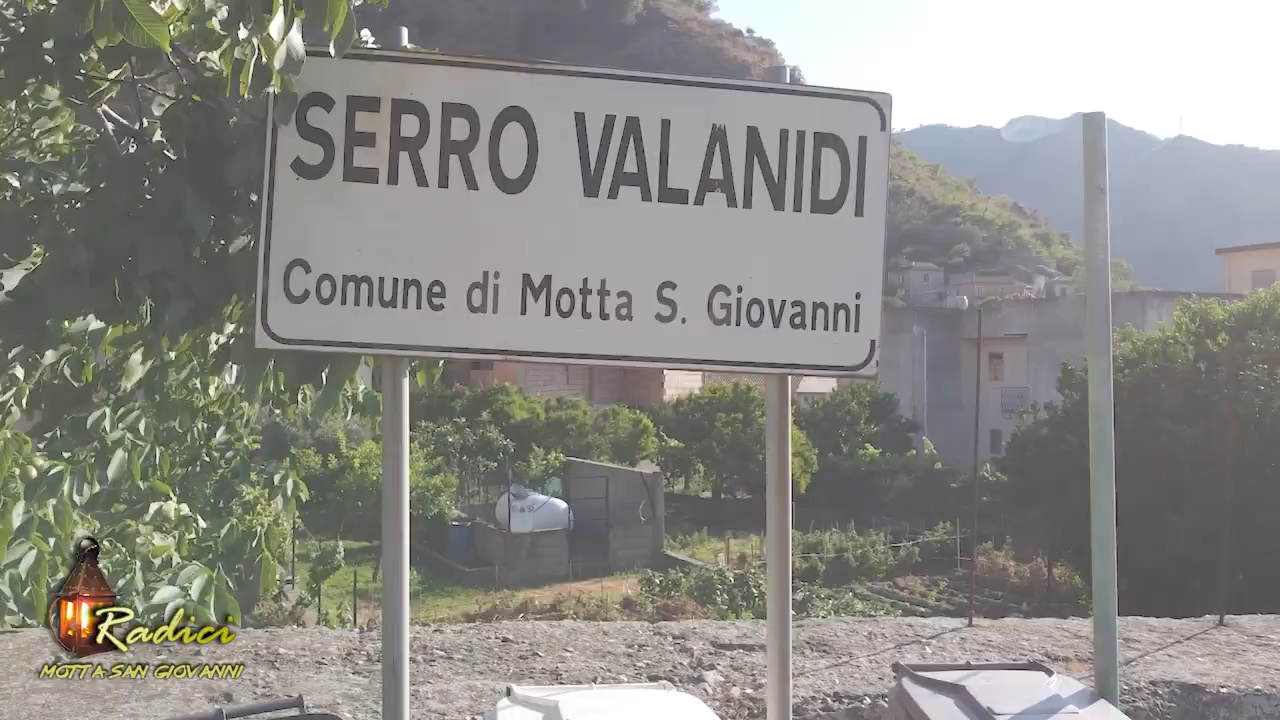 SERRO VALANIDI
Comune di Motta S. Giovanni
Radici
MOTTA SAN GIOVANNI